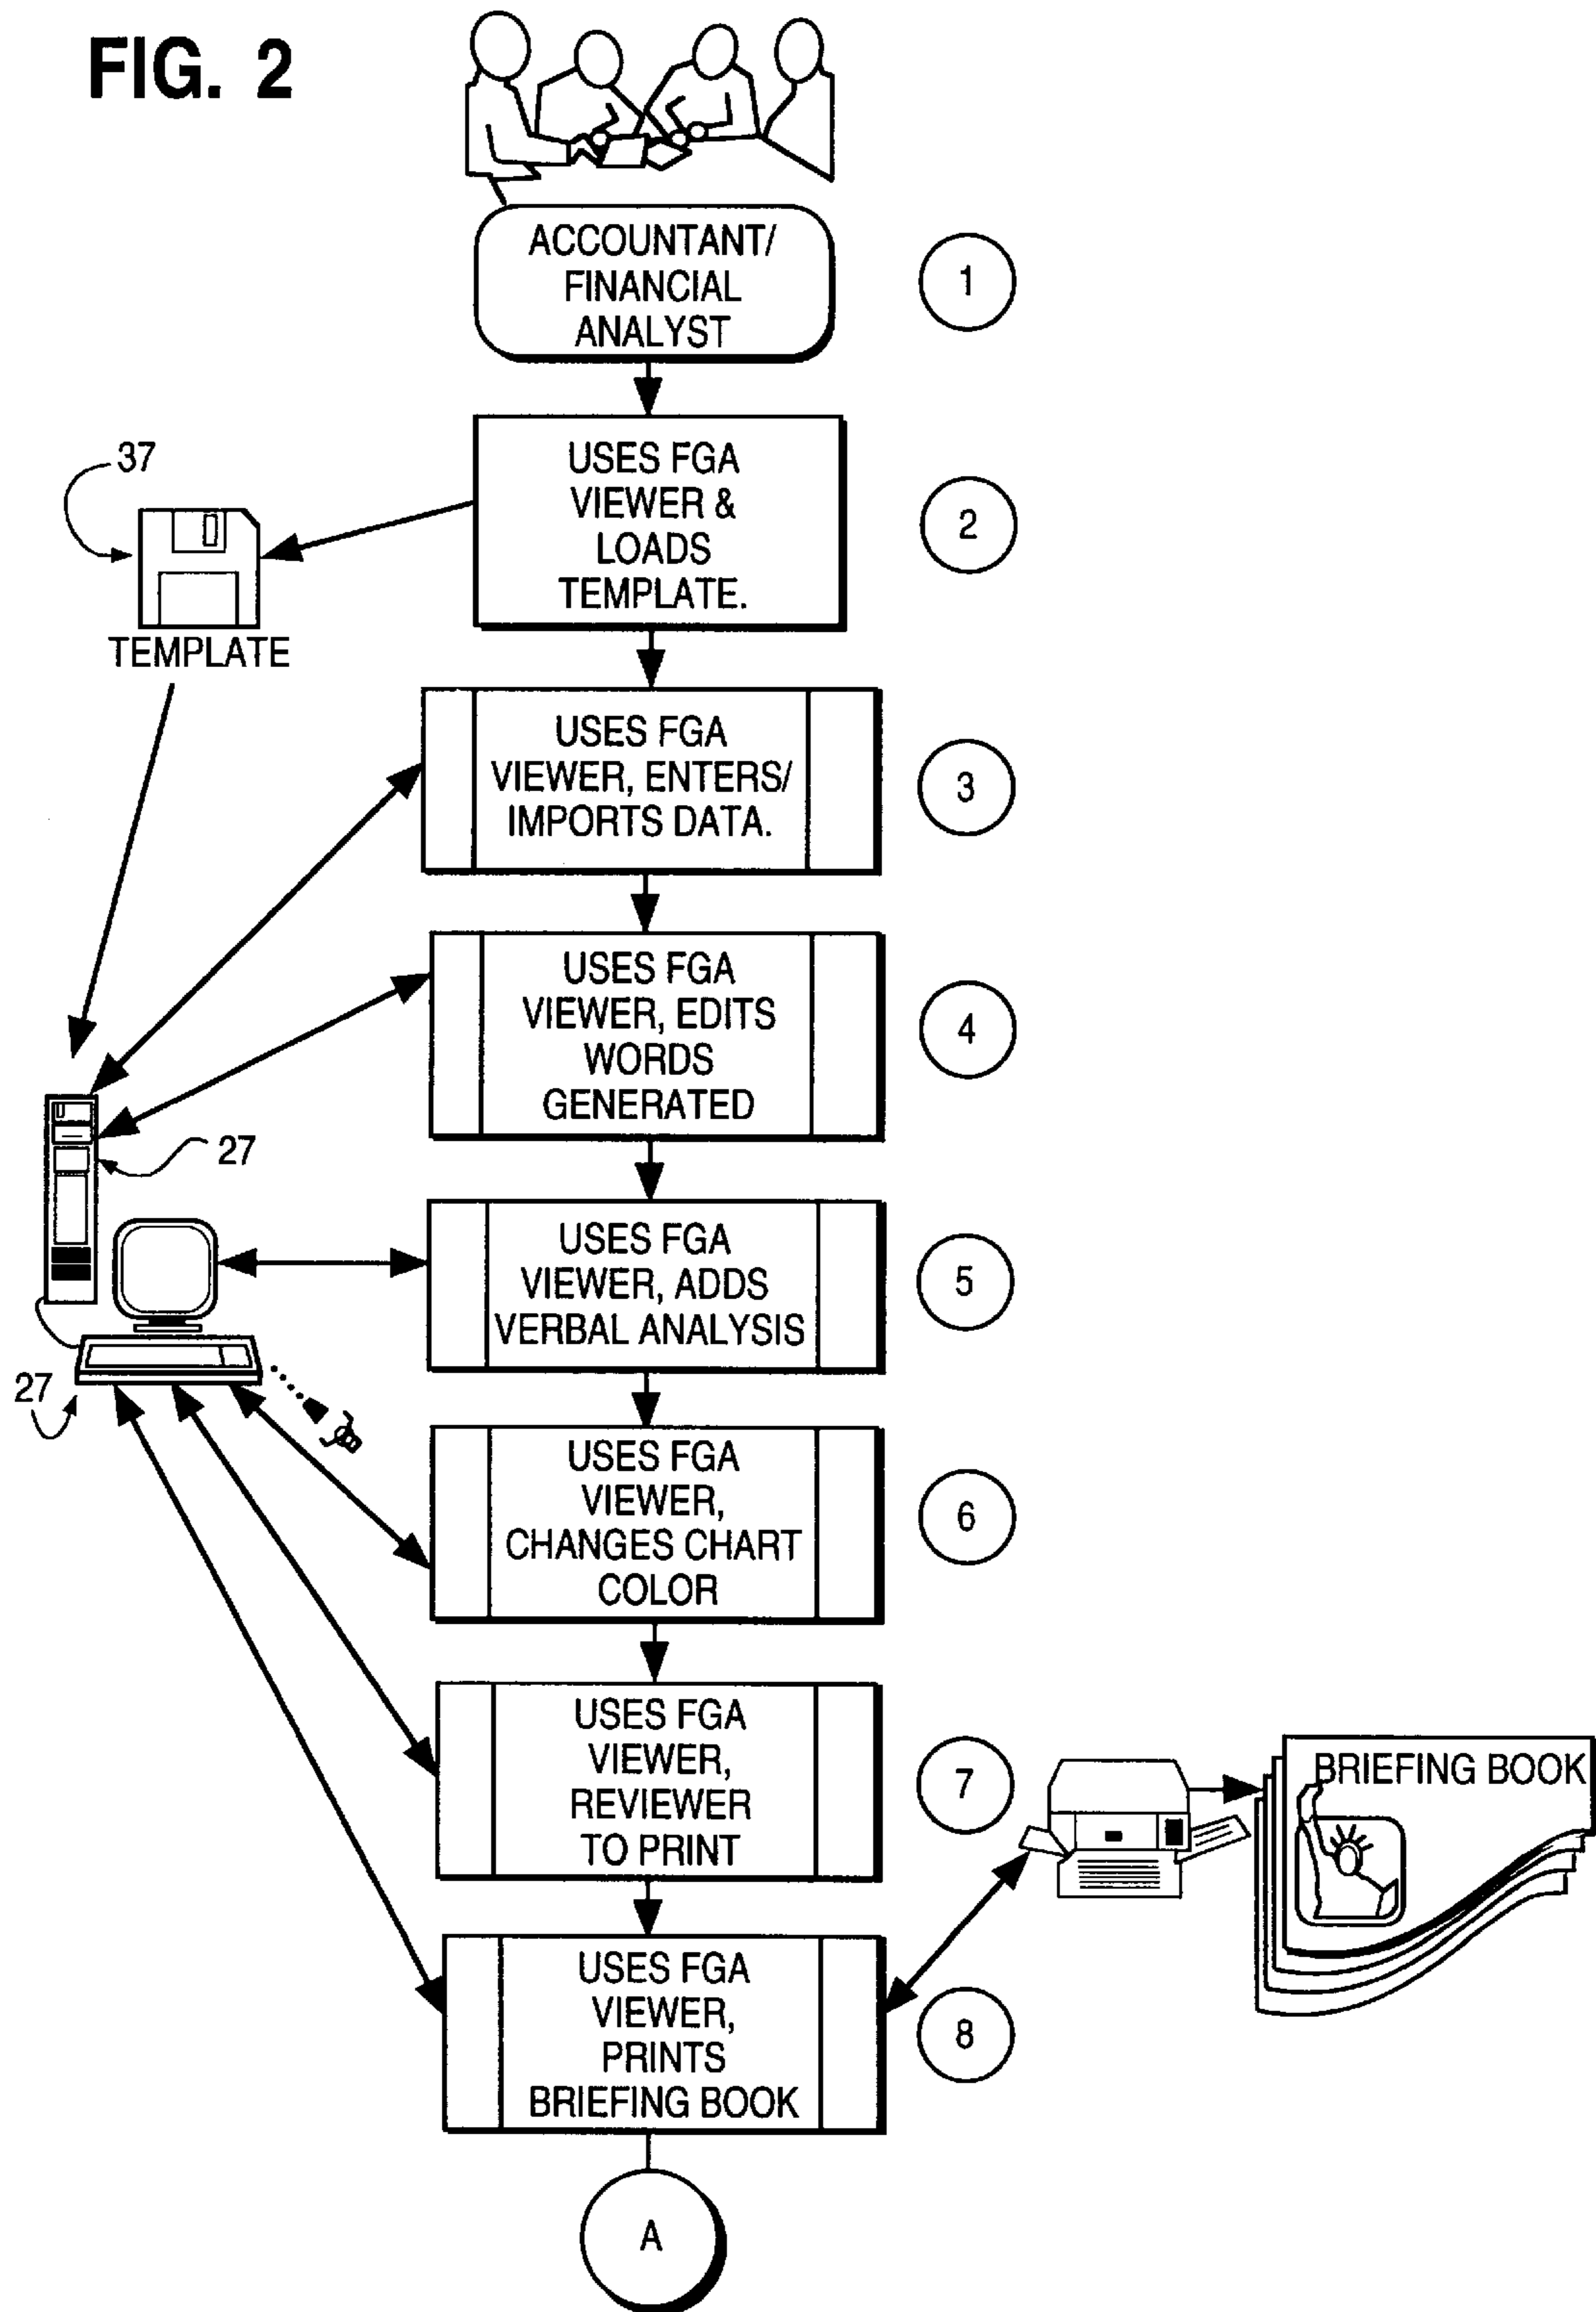 FIG. 2
ACCOUNTANT/
FINANCIAL
ANALYST
1
USES FGA
VIEWER &
LOADS
TEMPLATE.
2
37
TEMPLATE
USES FGA
VIEWER, ENTERS/
IMPORTS DATA.
3
USES FGA
VIEWER, EDITS
WORDS
GENERATED
4
27
USES FGA
VIEWER, ADDS
VERBAL ANALYSIS
5
27
USES FGA
VIEWER,
CHANGES CHART
COLOR
6
USES FGA
VIEWER,
REVIEWER
TO PRINT
7
BRIEFING BOOK
USES FGA
VIEWER,
PRINTS
BRIEFING BOOK
8
A